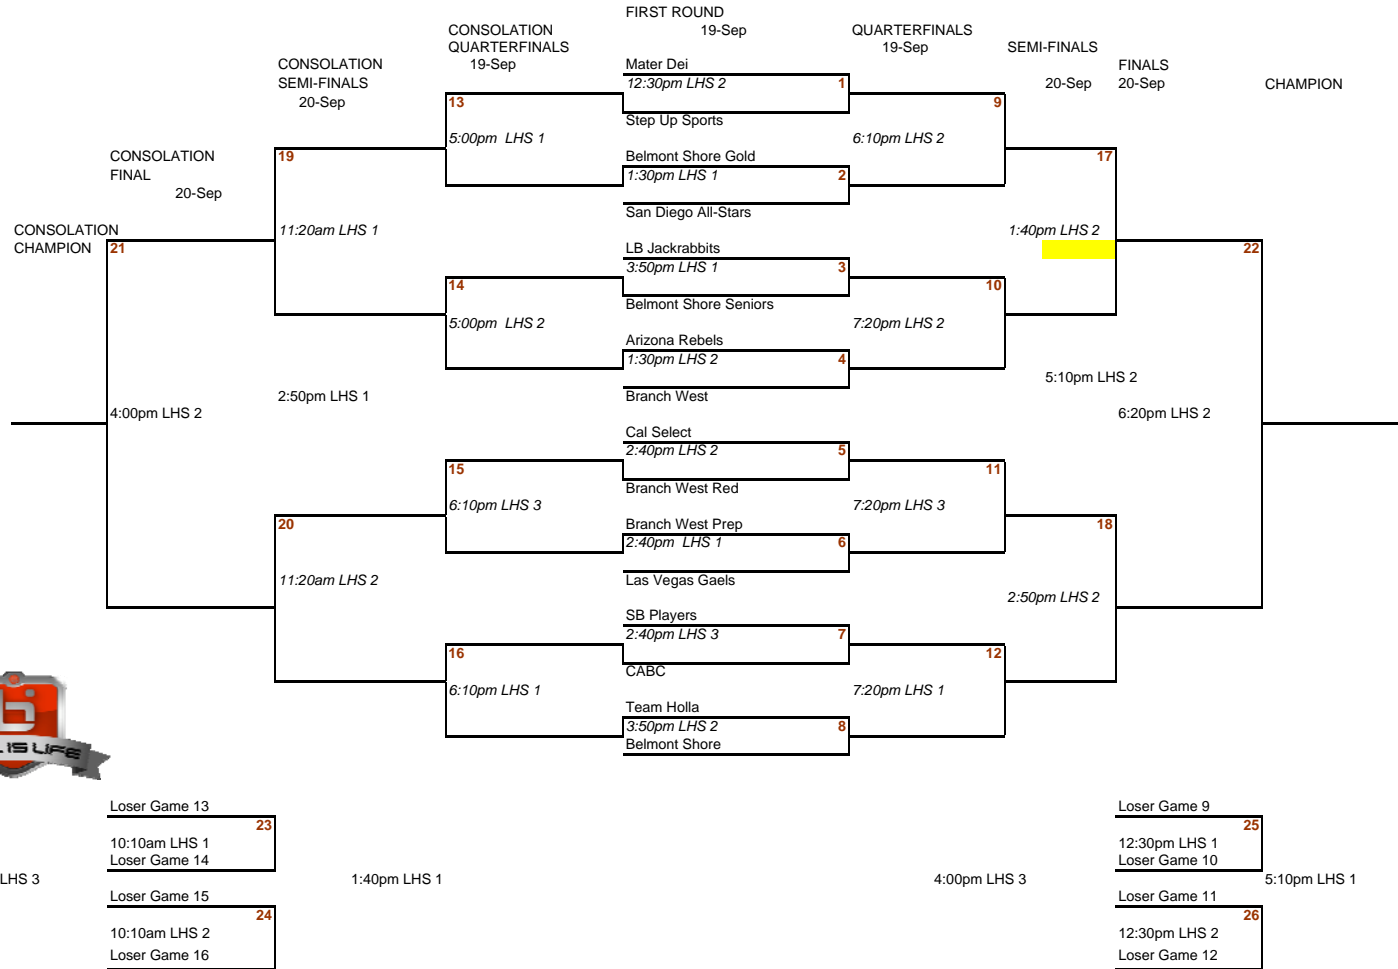 FIRST ROUND
CONSOLATION 19-Sep QUARTERFINALS
QUARTERFINALS 19-Sep SEMI-FINALS
CONSOLATION 19-Sep Mater Dei FINALS
SEMI-FINALS 12:30pm LHS 2 1 20-Sep 20-Sep CHAMPION
20-Sep 13 9
Step Up Sports
5:00pm LHS 1 6:10pm LHS 2
CONSOLATION 19 Belmont Shore Gold 17
FINAL 1:30pm LHS 1 2
20-Sep
San Diego All-Stars
CONSOLATION 11:20am LHS 1 1:40pm LHS 2
CHAMPION 21 LB Jackrabbits 22
3:50pm LHS 1 3
14 10
Belmont Shore Seniors
5:00pm LHS 2 7:20pm LHS 2
Arizona Rebels
1:30pm LHS 2 4
5:10pm LHS 2
2:50pm LHS 1 Branch West
4:00pm LHS 2 6:20pm LHS 2
Cal Select
2:40pm LHS 2 5
15 11
Branch West Red
6:10pm LHS 3 7:20pm LHS 3
20 Branch West Prep 18
2:40pm LHS 1 6
11:20am LHS 2 Las Vegas Gaels
2:50pm LHS 2
SB Players
2:40pm LHS 3 7
16 12
CABC
6:10pm LHS 1 7:20pm LHS 1
Team Holla
3:50pm LHS 2 8
Belmont Shore
IS LIFE
Loser Game 13 Loser Game 9
23 25
10:10am LHS 1 12:30pm LHS 1
Loser Game 14 Loser Game 10
LHS 3 1:40pm LHS 1 4:00pm LHS 3 5:10pm LHS 1
Loser Game 15 Loser Game 11
24 26
10:10am LHS 2 12:30pm LHS 2
Loser Game 16 Loser Game 12